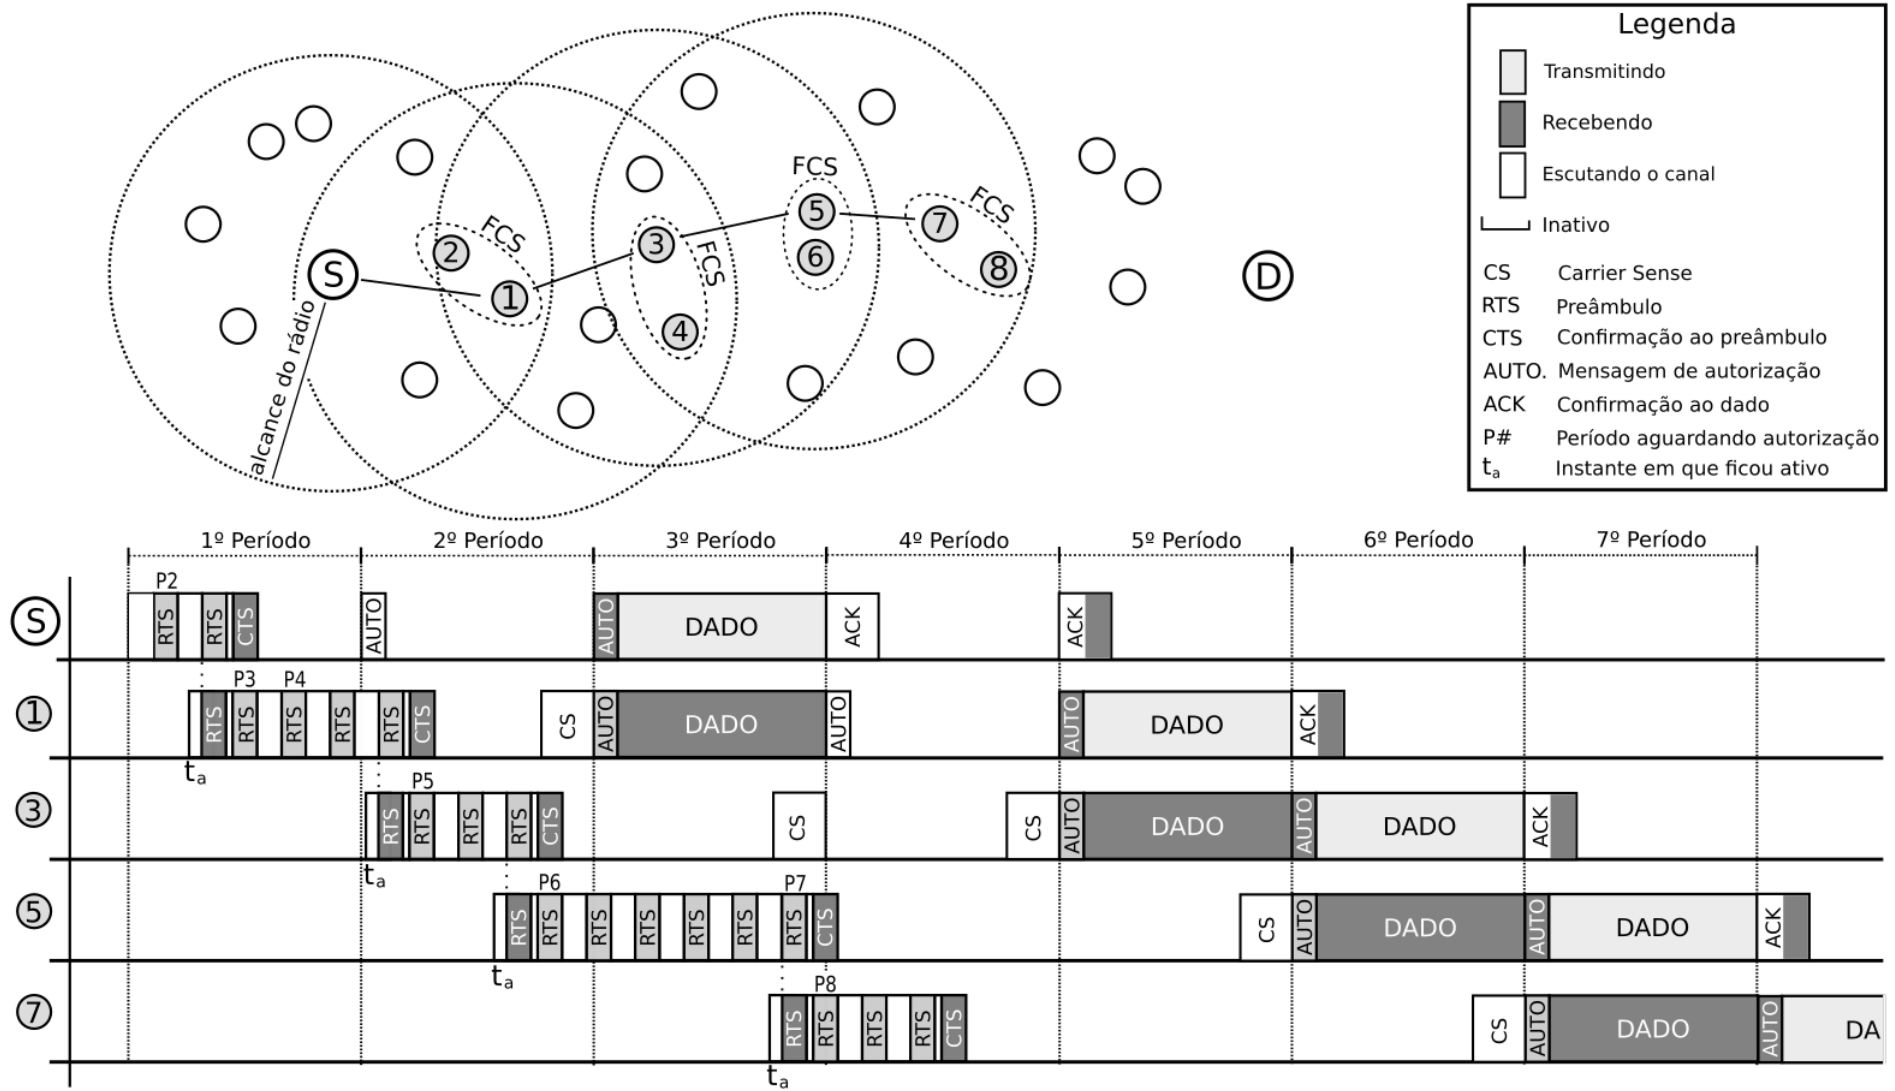 Legenda
Transmitindo
Recebendo
Escutando o canal
Inativo
CS Carrier Sense
RTS Preâmbulo
CTS Confirmação ao preâmbulo
AUTO. Mensagem de autorização
ACK Confirmação ao dado
P# Período aguardando autorização
ta Instante em que ficou ativo
FCS
FCS
FCS
FCS
S
2
1
3
4
5
6
7
8
D
alcance do rádio
1º Período 2º Período 3º Período 4º Período 5º Período 6º Período 7º Período
P2
S RTS RTS CTS AUTO AUTO DADO ACK ACK
P3 P4
1 RTS RTS RTS RTS RTS CTS CS AUTO DADO AUTO AUTO DADO ACK
ta
P5
3 RTS RTS RTS RTS CTS CS CS AUTO DADO AUTO DADO ACK
ta
P6 P7
5 RTS RTS RTS RTS RTS RTS RTS CTS CS AUTO DADO AUTO DADO ACK
ta
P8
7 RTS RTS RTS RTS CTS CS AUTO DADO AUTO DA
ta